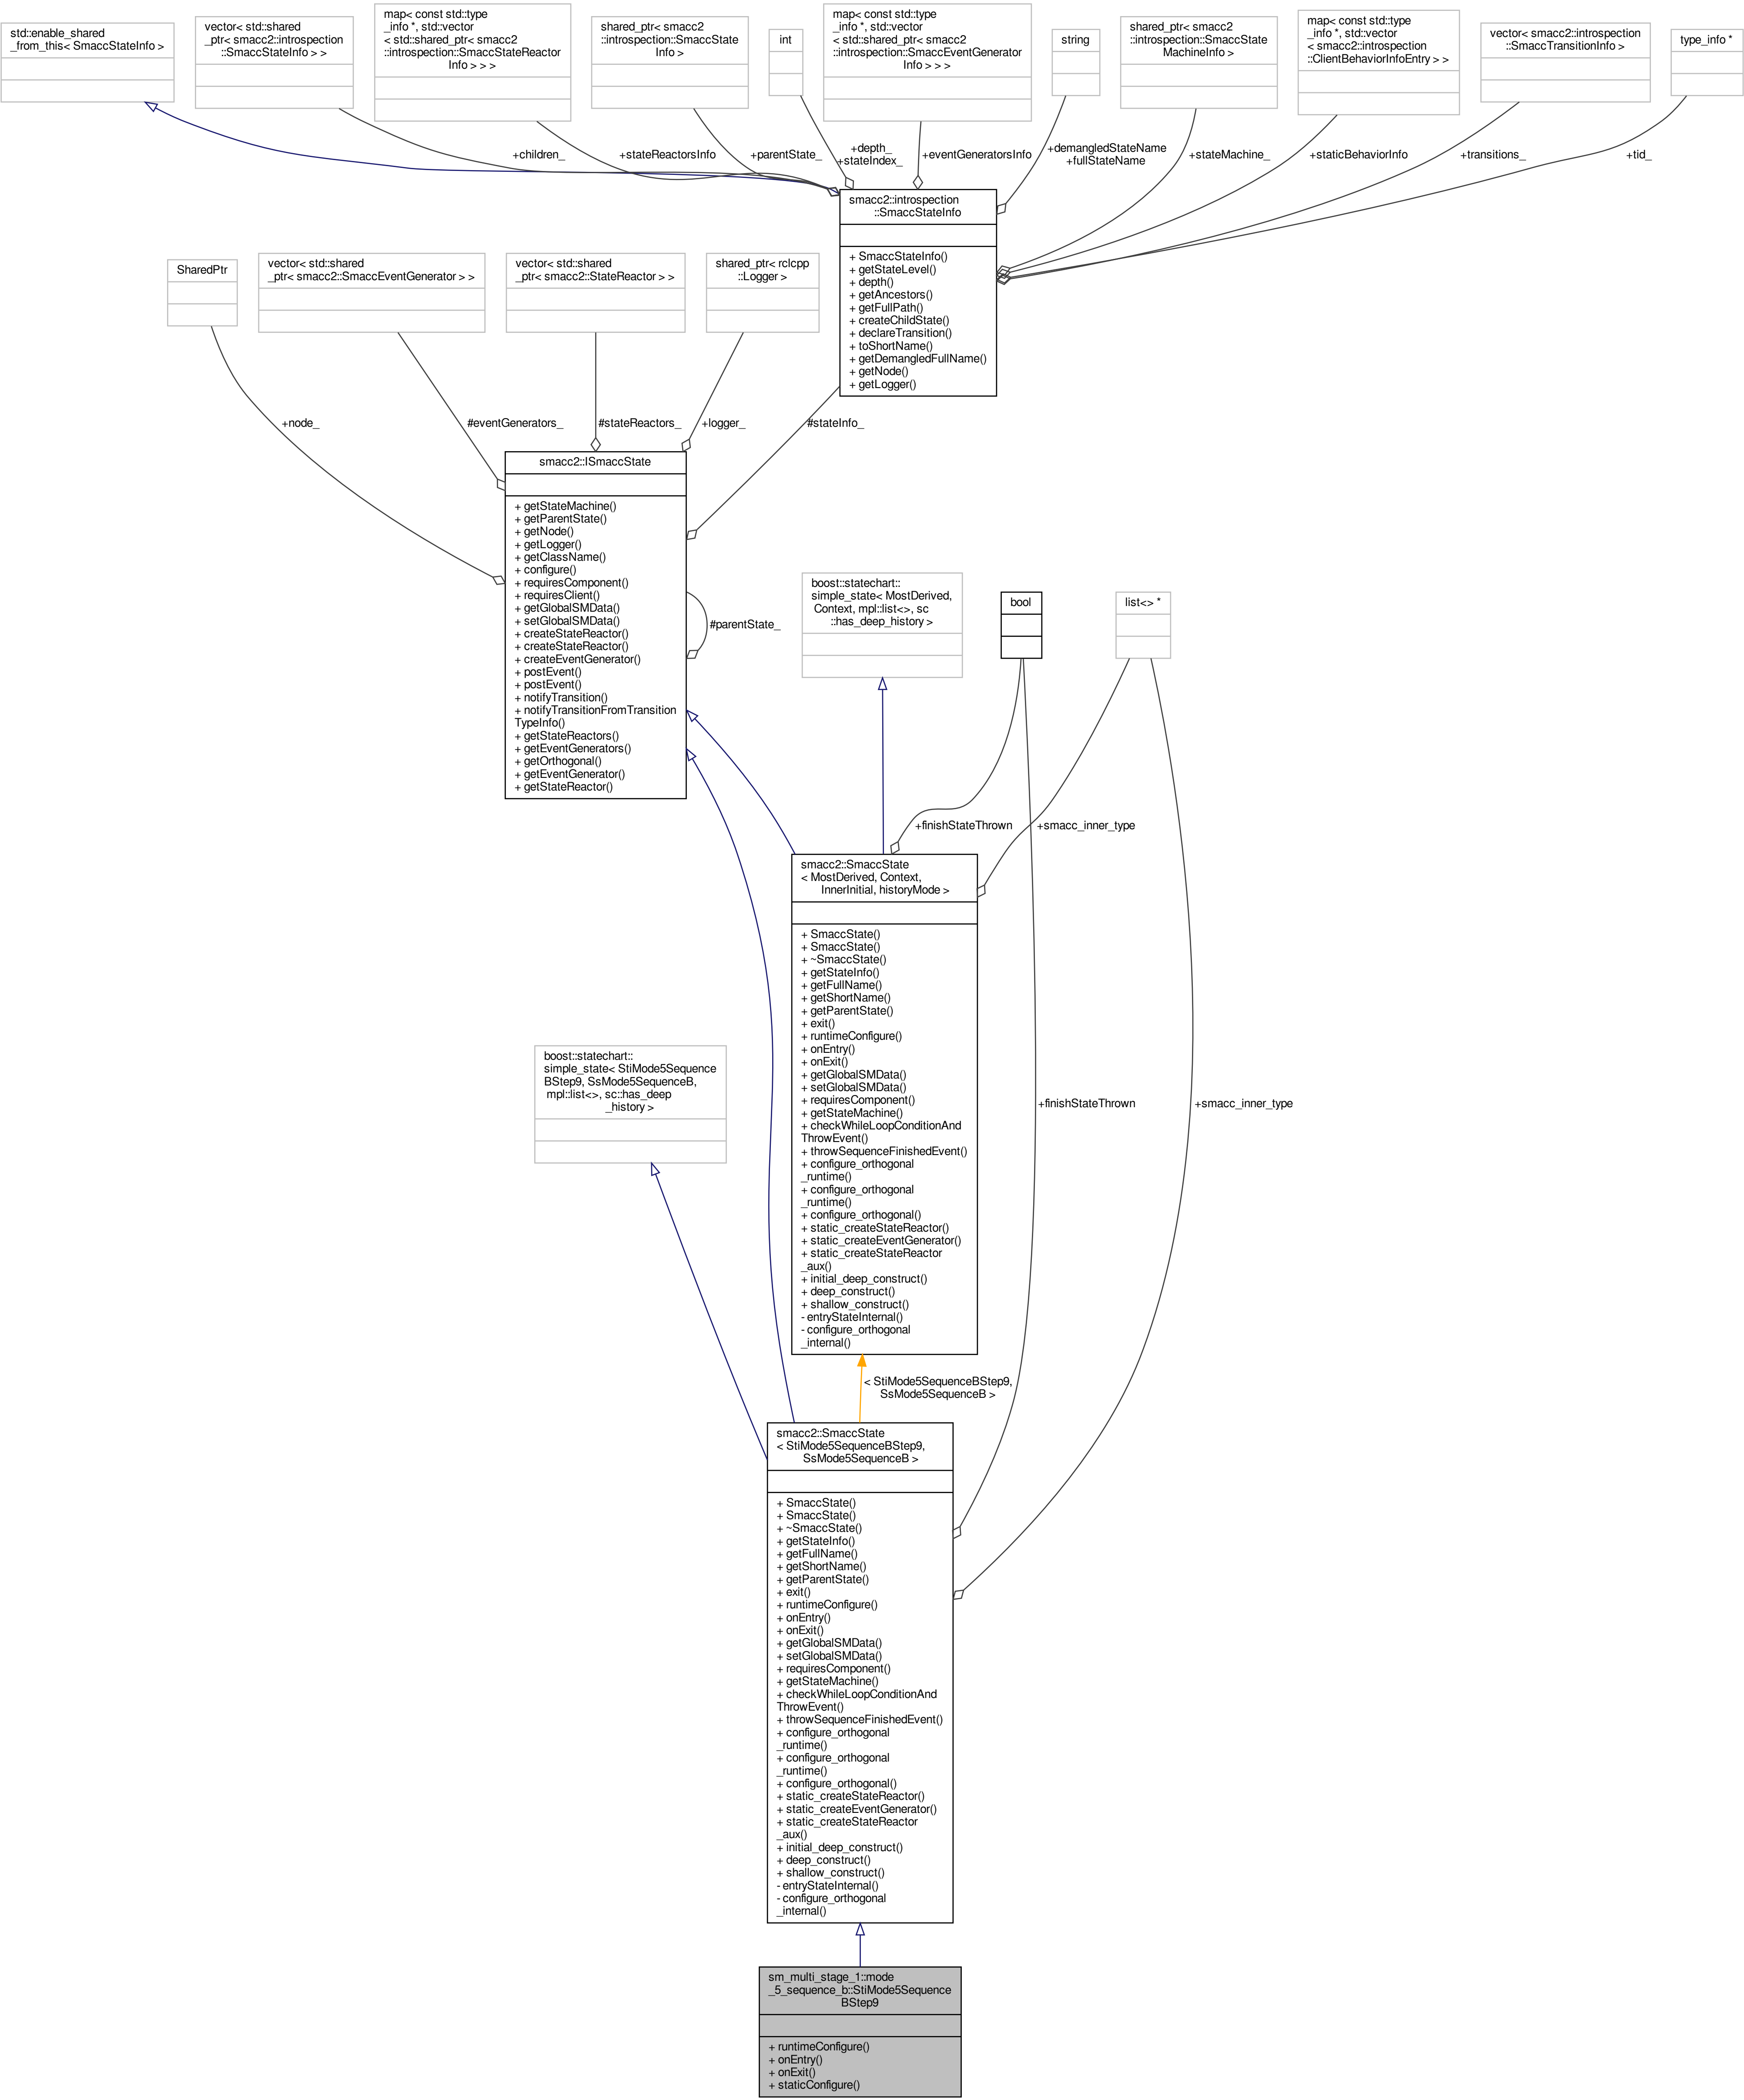 std::enable_shared
_from_this< SmaccStateInfo >
vector< std::shared
_ptr< smacc2::introspection
::SmaccStateInfo > >
map< const std::type
_info *, std::vector
< std::shared_ptr< smacc2
::introspection::SmaccStateReactor
Info > > >
shared_ptr< smacc2
::introspection::SmaccState
Info >
int
map< const std::type
_info *, std::vector
< std::shared_ptr< smacc2
::introspection::SmaccEventGenerator
Info > > >
string
shared_ptr< smacc2
::introspection::SmaccState
MachineInfo >
map< const std::type
_info *, std::vector
< smacc2::introspection
::ClientBehaviorInfoEntry > >
vector< smacc2::introspection
::SmaccTransitionInfo >
type_info *
+children_
+stateReactorsInfo
+parentState_
+depth_
+stateIndex_
+eventGeneratorsInfo
+demangledStateName
+fullStateName
+stateMachine_
+staticBehaviorInfo
+transitions_
+tid_
smacc2::introspection
::SmaccStateInfo
+ SmaccStateInfo()
+ getStateLevel()
+ depth()
+ getAncestors()
+ getFullPath()
+ createChildState()
+ declareTransition()
+ toShortName()
+ getDemangledFullName()
+ getNode()
+ getLogger()
SharedPtr
vector< std::shared
_ptr< smacc2::SmaccEventGenerator > >
vector< std::shared
_ptr< smacc2::StateReactor > >
shared_ptr< rclcpp
::Logger >
+node_
#eventGenerators_
#stateReactors_
+logger_
#stateInfo_
smacc2::ISmaccState
+ getStateMachine()
+ getParentState()
+ getNode()
+ getLogger()
+ getClassName()
+ configure()
+ requiresComponent()
+ requiresClient()
+ getGlobalSMData()
+ setGlobalSMData()
+ createStateReactor()
+ createStateReactor()
+ createEventGenerator()
+ postEvent()
+ postEvent()
+ notifyTransition()
+ notifyTransitionFromTransition
TypeInfo()
+ getStateReactors()
+ getEventGenerators()
+ getOrthogonal()
+ getEventGenerator()
+ getStateReactor()
#parentState_
boost::statechart::
simple_state< MostDerived,
Context, mpl::list<>, sc
::has_deep_history >
bool
list<> *
+finishStateThrown
+smacc_inner_type
smacc2::SmaccState
< MostDerived, Context,
InnerInitial, historyMode >
+ SmaccState()
+ SmaccState()
+ ~SmaccState()
+ getStateInfo()
+ getFullName()
+ getShortName()
+ getParentState()
+ exit()
+ runtimeConfigure()
+ onEntry()
+ onExit()
+ getGlobalSMData()
+ setGlobalSMData()
+ requiresComponent()
+ getStateMachine()
+ checkWhileLoopConditionAnd
ThrowEvent()
+ throwSequenceFinishedEvent()
+ configure_orthogonal
_runtime()
+ configure_orthogonal
_runtime()
+ configure_orthogonal()
+ static_createStateReactor()
+ static_createEventGenerator()
+ static_createStateReactor
_aux()
+ initial_deep_construct()
+ deep_construct()
+ shallow_construct()
- entryStateInternal()
- configure_orthogonal
_internal()
boost::statechart::
simple_state< StiMode5Sequence
BStep9, SsMode5SequenceB,
mpl::list<>, sc::has_deep
_history >
+finishStateThrown
+smacc_inner_type
< StiMode5SequenceBStep9,
SsMode5SequenceB >
smacc2::SmaccState
< StiMode5SequenceBStep9,
SsMode5SequenceB >
+ SmaccState()
+ SmaccState()
+ ~SmaccState()
+ getStateInfo()
+ getFullName()
+ getShortName()
+ getParentState()
+ exit()
+ runtimeConfigure()
+ onEntry()
+ onExit()
+ getGlobalSMData()
+ setGlobalSMData()
+ requiresComponent()
+ getStateMachine()
+ checkWhileLoopConditionAnd
ThrowEvent()
+ throwSequenceFinishedEvent()
+ configure_orthogonal
_runtime()
+ configure_orthogonal
_runtime()
+ configure_orthogonal()
+ static_createStateReactor()
+ static_createEventGenerator()
+ static_createStateReactor
_aux()
+ initial_deep_construct()
+ deep_construct()
+ shallow_construct()
- entryStateInternal()
- configure_orthogonal
_internal()
sm_multi_stage_1::mode
_5_sequence_b::StiMode5Sequence
BStep9
+ runtimeConfigure()
+ onEntry()
+ onExit()
+ staticConfigure()